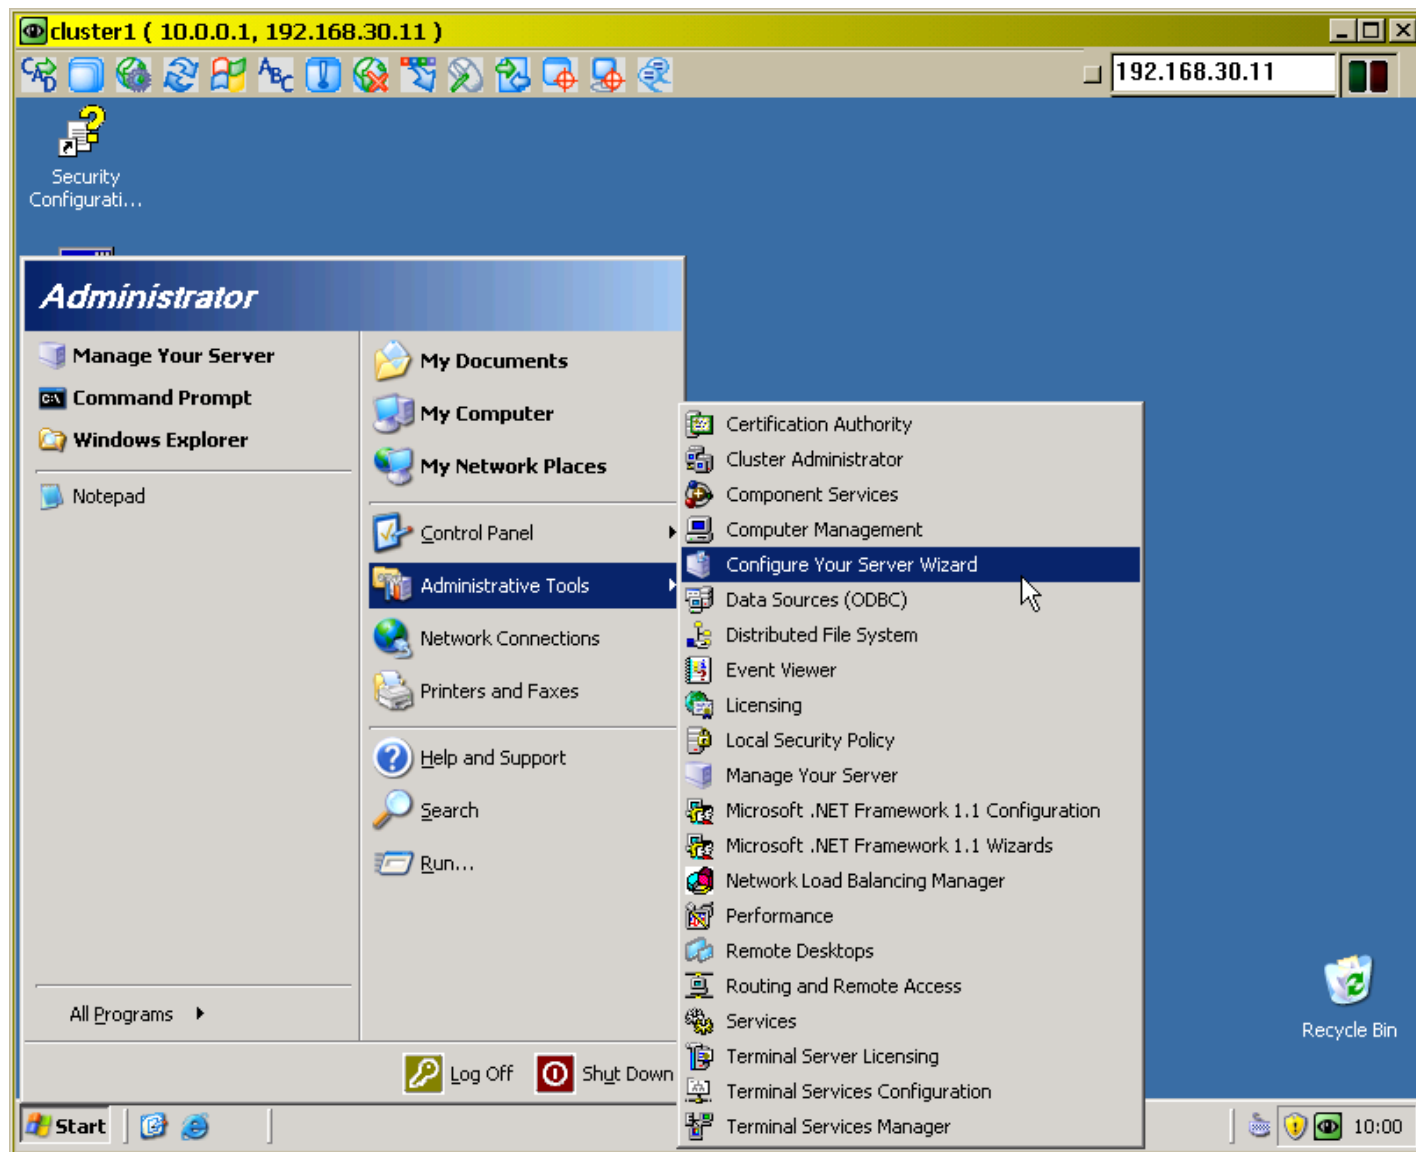 cluster1 ( 10.0.0.1, 192.168.30.11 )
CAD
ABC
192.168.30.11
Security
Configurati...
Administrator
Manage Your Server
Command Prompt
Windows Explorer
Notepad
All Programs
My Documents
My Computer
My Network Places
Control Panel
Administrative Tools
Network Connections
Printers and Faxes
Help and Support
Search
Run...
Log Off
Shut Down
Certification Authority
Cluster Administrator
Component Services
Computer Management
Configure Your Server Wizard
Data Sources (ODBC)
Distributed File System
Event Viewer
Licensing
Local Security Policy
Manage Your Server
Microsoft .NET Framework 1.1 Configuration
Microsoft .NET Framework 1.1 Wizards
Network Load Balancing Manager
Performance
Remote Desktops
Routing and Remote Access
Services
Terminal Server Licensing
Terminal Services Configuration
Terminal Services Manager
Recycle Bin
Start
10:00